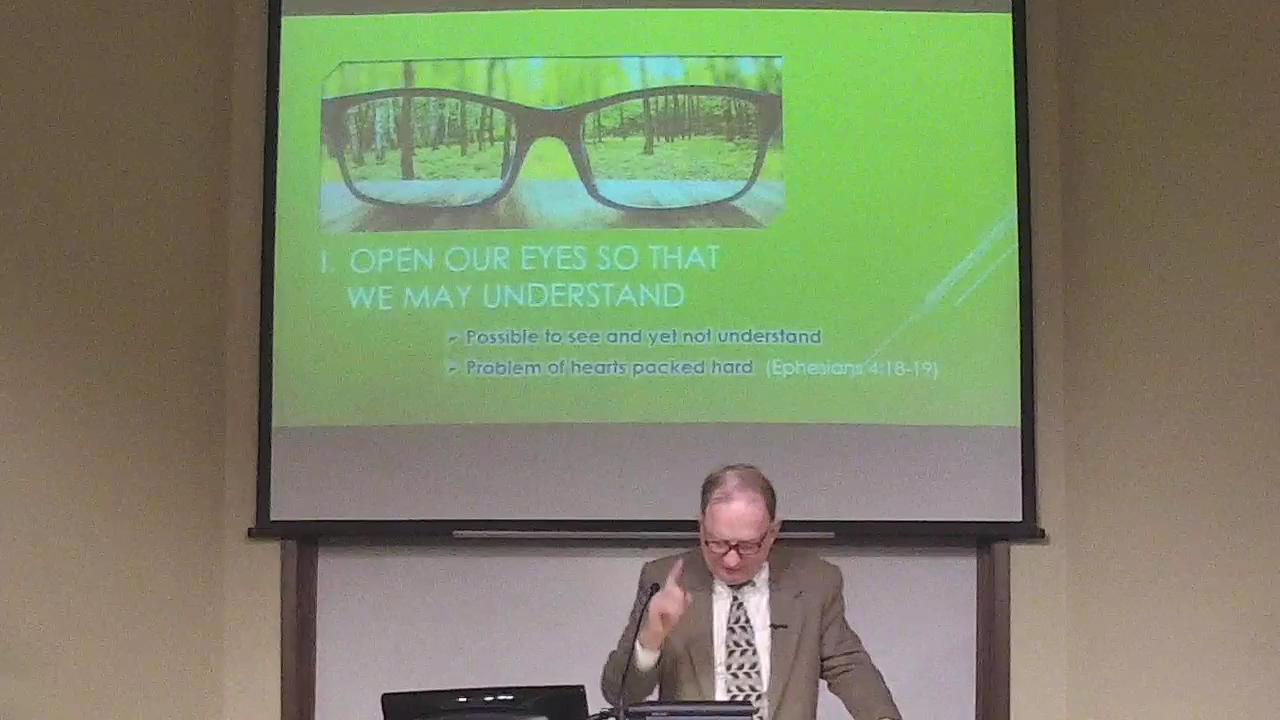 I. OPEN OUR EYES SO THAT
WE MAY UNDERSTAND
➢ Possible to see and yet not understand
➢ Problem of hearts packed hard (Ephesians 4:18-19)